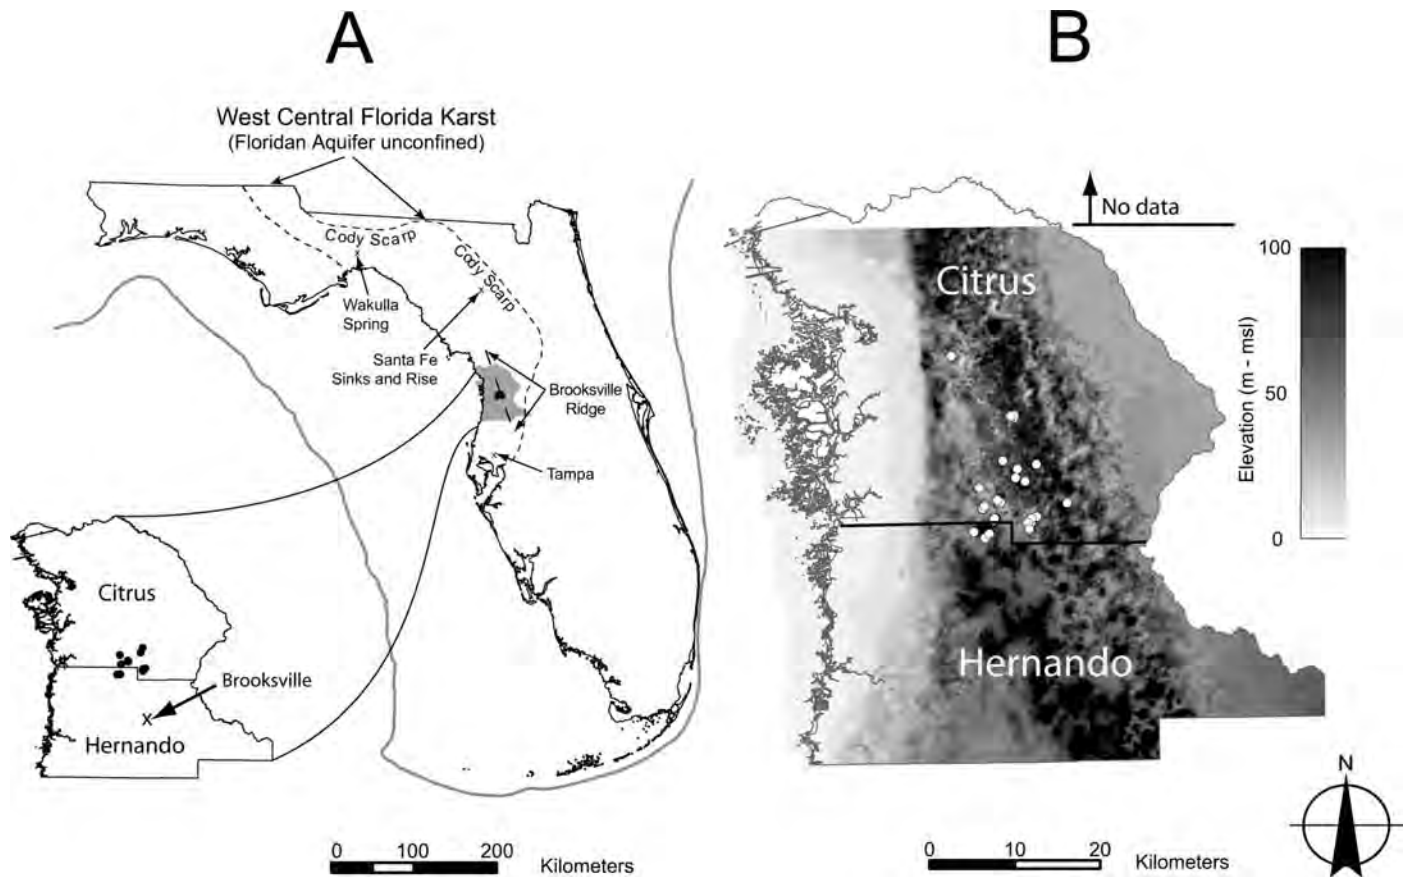 A
B
West Central Florida Karst
(Floridan Aquifer unconfined)
Cody Scarp
Cody Scarp
Wakulla
Spring
Santa Fe
Sinks and Rise
Brooksville
Ridge
Tampa
Citrus
Brooksville
X
Hernando
0 100 200
Kilometers
No data
Citrus
Hernando
Elevation (m - msl)
100
50
0
N
0 10 20
Kilometers